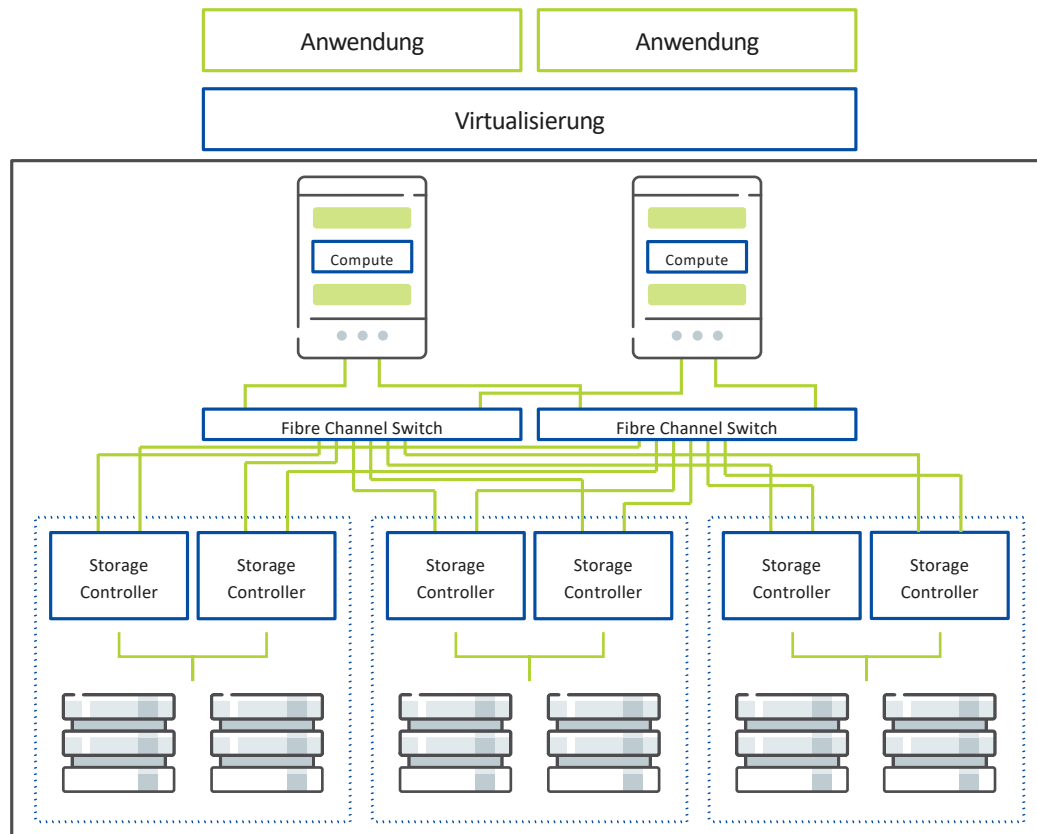 Anwendung
Anwendung
Virtualisierung
Compute
Compute
Fibre Channel Switch
Fibre Channel Switch
Storage
Controller
Storage
Controller
Storage
Controller
Storage
Controller
Storage
Controller
Storage
Controller